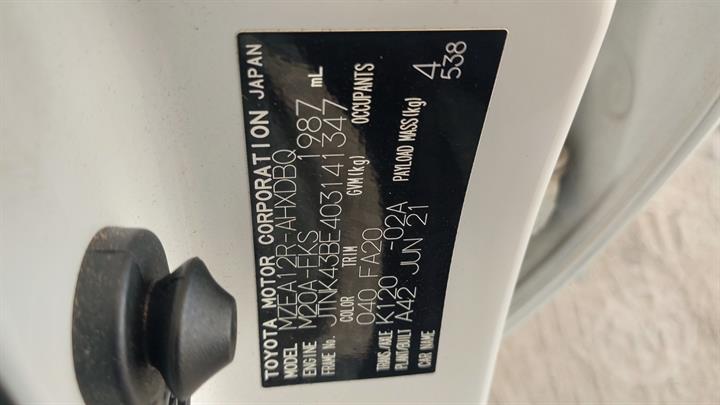 TOYOTA MOTOR CORPORATION JAPAN
MODEL MZEA12R-AHXDBQ
ENGINE M20A-FKS 1987 mL
FRAME No. JTNK43BE403141347
COLOR TRIM GVM(kg) OCCUPANTS
040 FA20 4
TRANS./AXLE K120 -02A PAYLOAD MASS(kg) 538
PLANT/BUILT A42 JUN 21
CAR NAME